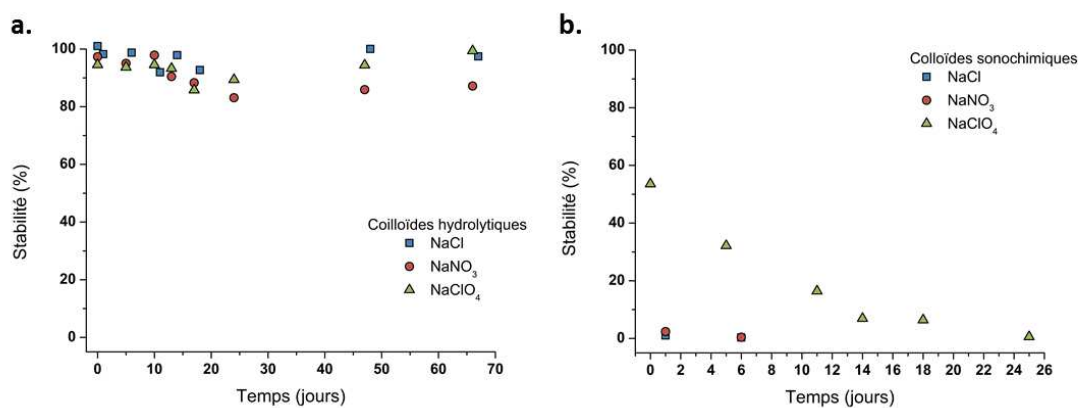 a.
Stabilité (%)
100
80
60
40
20
0
Coilloïdes hydrolytiques
NaCl
NaNO₃
NaClO₄
0 10 20 30 40 50 60 70
Temps (jours)
b.
Stabilité (%)
100
80
60
40
20
0
Colloïdes sonochimiques
NaCl
NaNO₃
NaClO₄
0 2 4 6 8 10 12 14 16 18 20 22 24 26
Temps (jours)